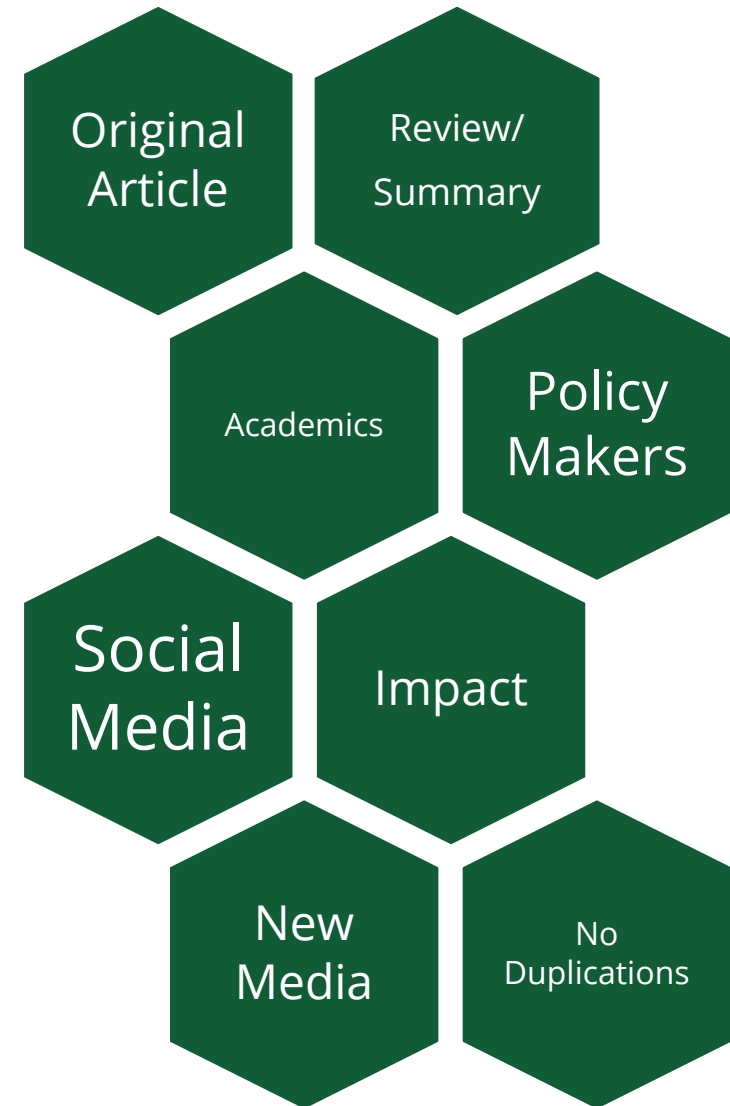 Original
Article
Review/
Summary
Academics
Policy
Makers
Social
Media
Impact
New
Media
No
Duplications